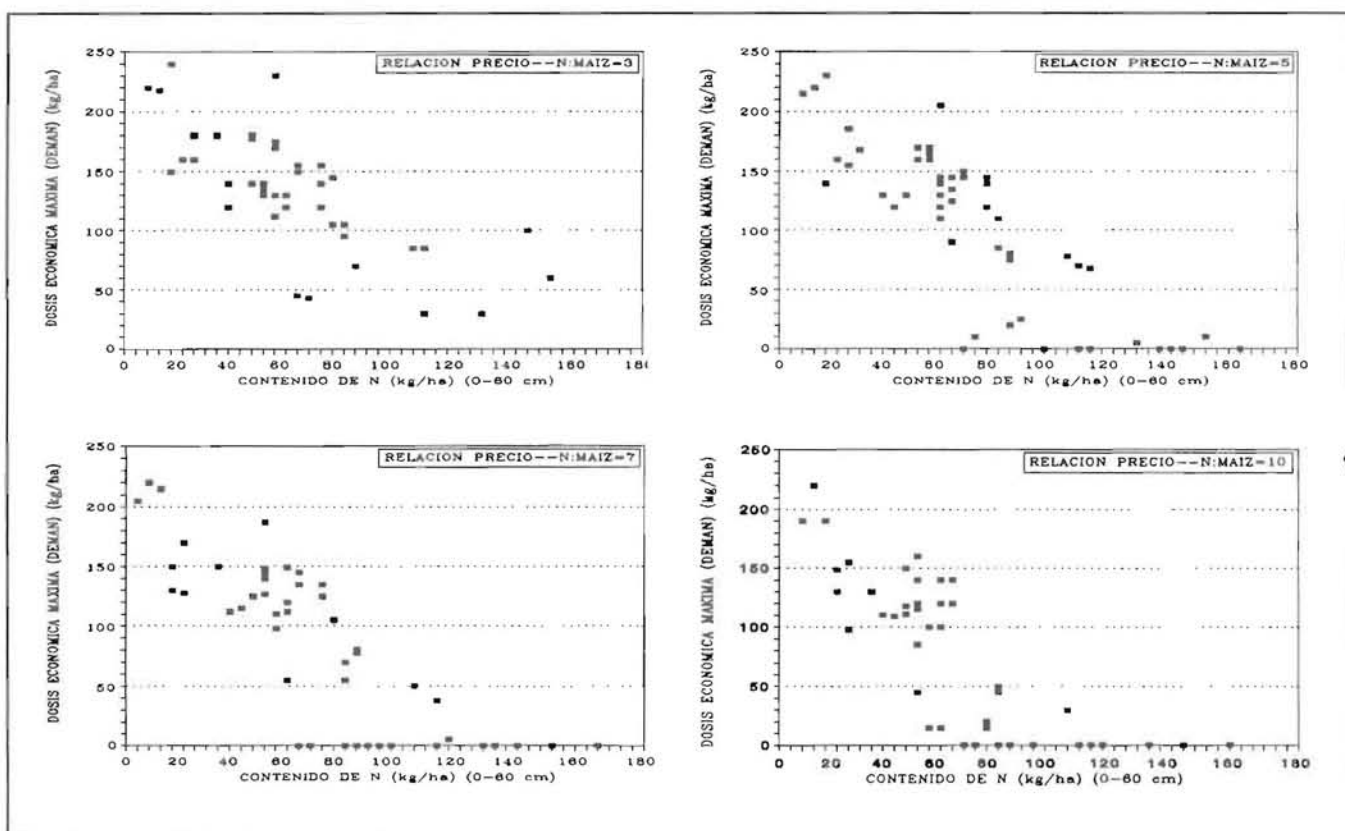 RELACION PRECIO--N:MAIZ=3
DOSIS ECONOMICA MAXIMA (DEMAN) (kg/ha)
250
200
150
100
50
0
0 20 40 60 80 100 120 140 160 180
CONTENIDO DE N (kg/ha) (0-60 cm)
RELACION PRECIO--N:MAIZ=5
DOSIS ECONOMICA MAXIMA (DEMAN) (kg/ha)
250
200
150
100
50
0
0 20 40 60 80 100 120 140 160 180
CONTENIDO DE N (kg/ha) (0-60 cm)
RELACION PRECIO--N:MAIZ=7
DOSIS ECONOMICA MAXIMA (DEMAN) (kg/ha)
250
200
150
100
50
0
0 20 40 60 80 100 120 140 160 180
CONTENIDO DE N (kg/ha) (0-60 cm)
RELACION PRECIO--N:MAIZ=10
DOSIS ECONOMICA MAXIMA (DEMAN) (kg/ha)
250
200
150
100
50
0
0 20 40 60 80 100 120 140 160 180
CONTENIDO DE N (kg/ha) (0-60 cm)